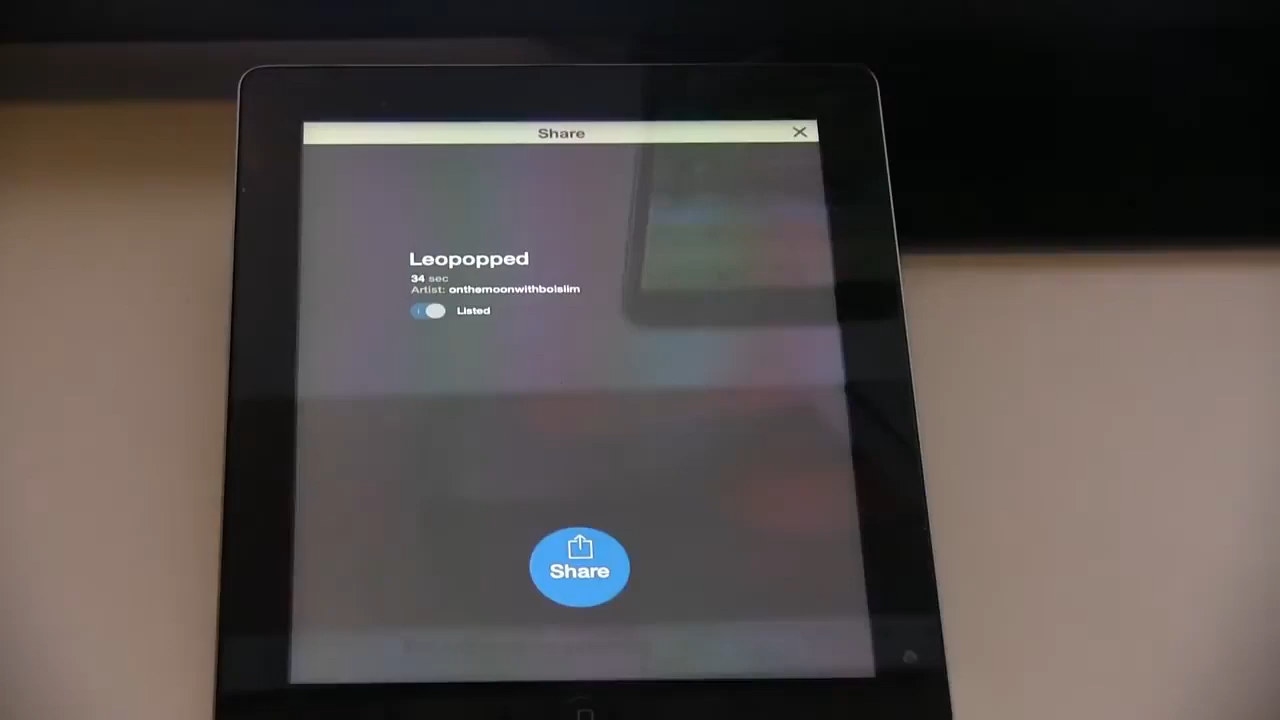 Share
Leopopped
34 sec
Artist: onthemoonwithboislim
Listed
Share